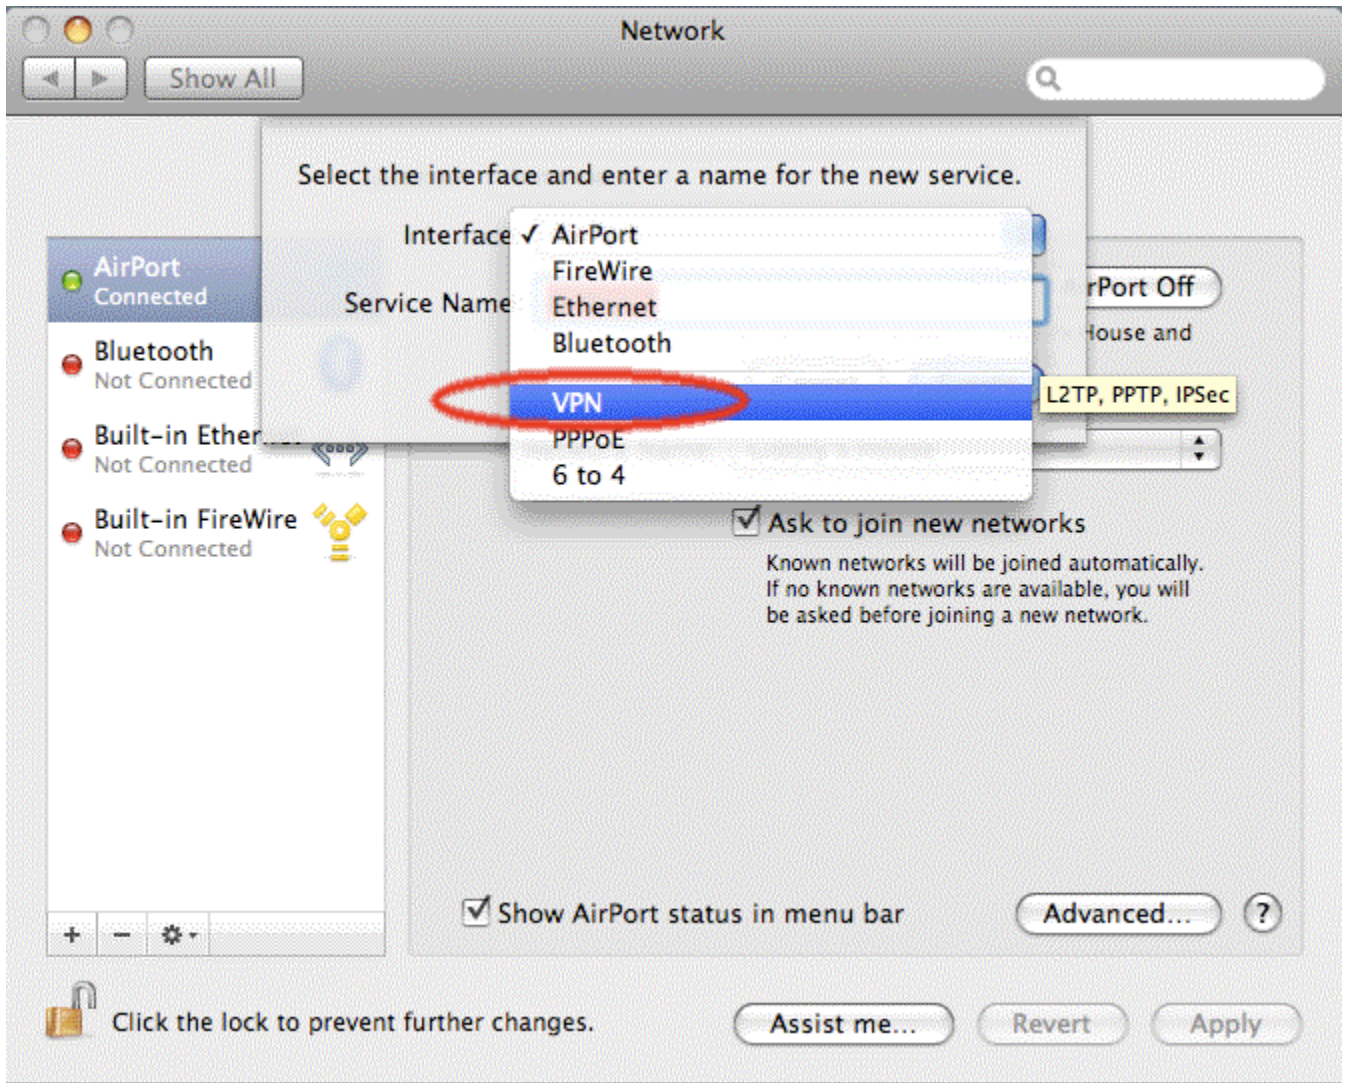 Network
Show All
Select the interface and enter a name for the new service.
Interface ✓ AirPort
FireWire
Service Name: Ethernet
Bluetooth
VPN
L2TP, PPTP, IPSec
PPPoE
6 to 4
AirPort
Connected
Bluetooth
Not Connected
Built-in Ether
Not Connected
Built-in FireWire
Not Connected
rPort Off
House and
Ask to join new networks
Known networks will be joined automatically.
If no known networks are available, you will
be asked before joining a new network.
Show AirPort status in menu bar
Advanced...
?
Click the lock to prevent further changes.
Assist me...
Revert
Apply